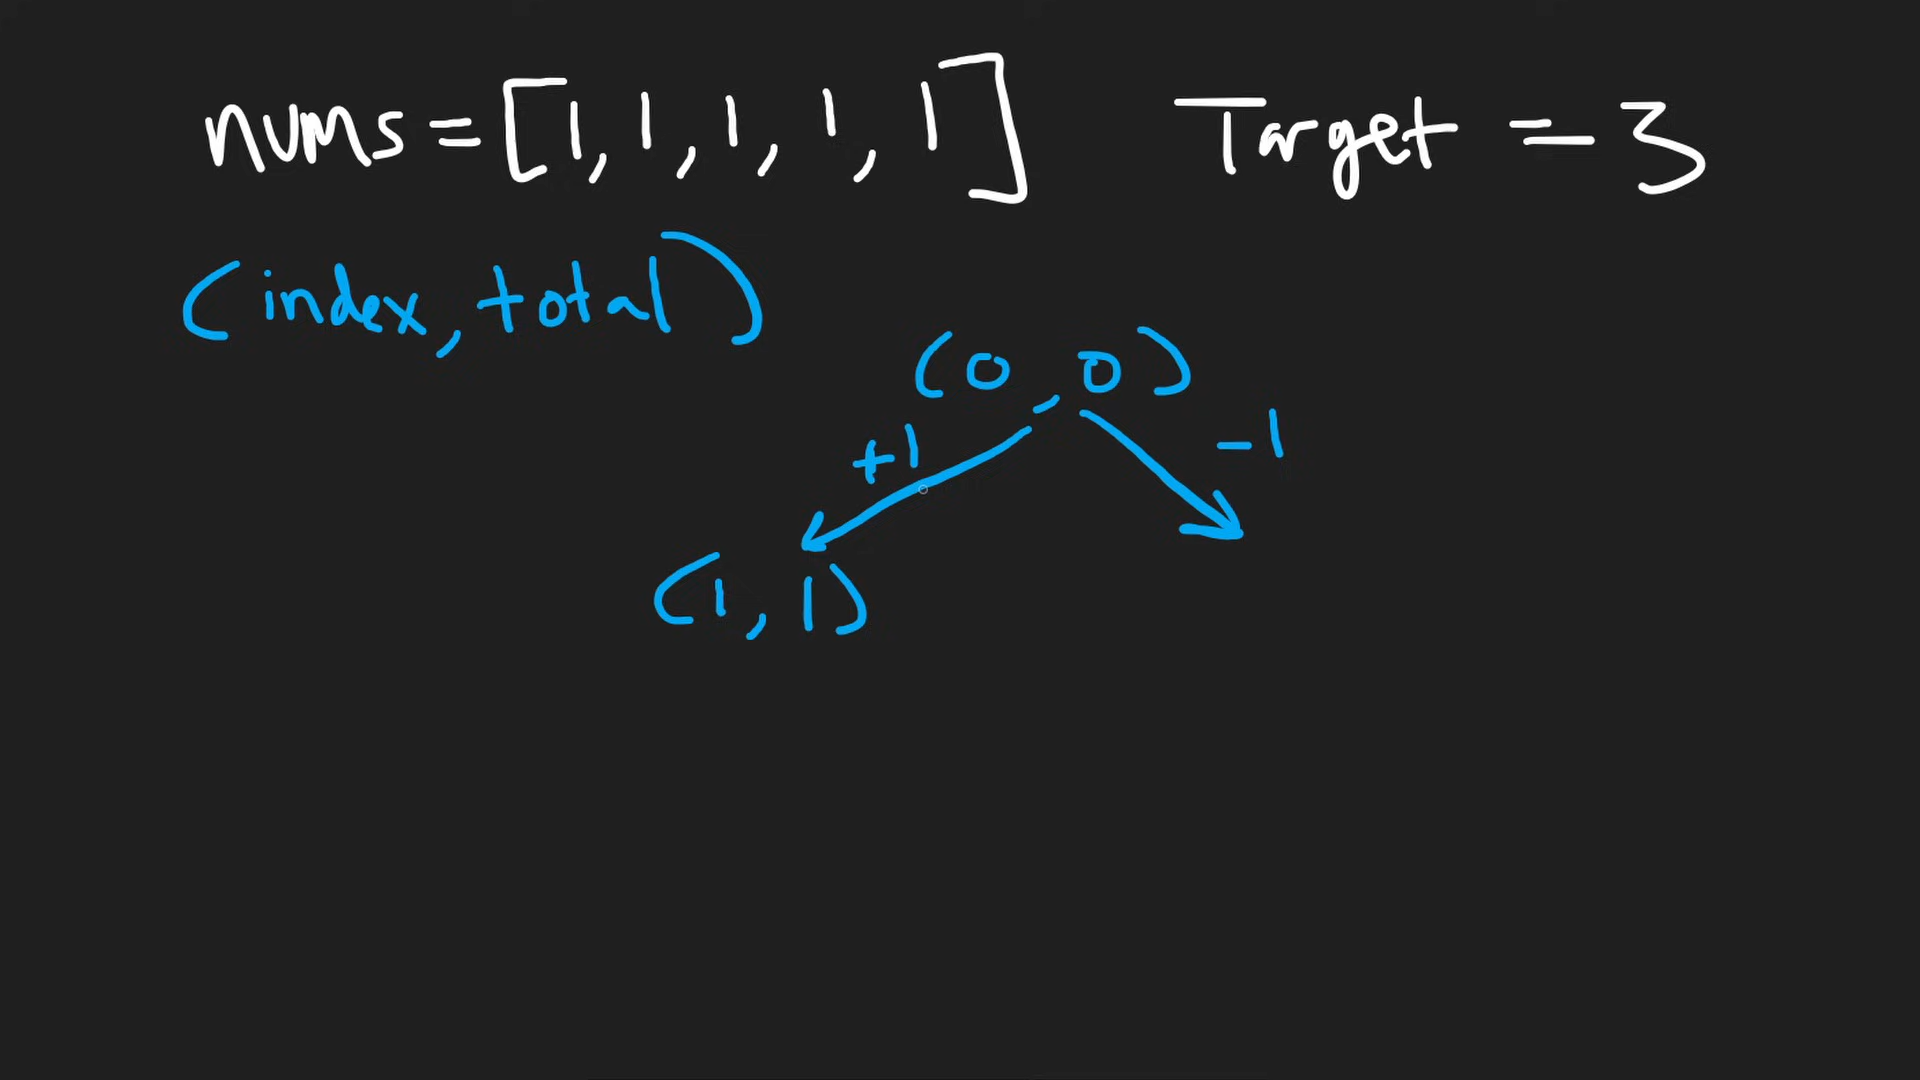 nums = [1, 1, 1, 1, 1] Target = 3
(index, total)
(0, 0)
+1 -1
(1, 1)